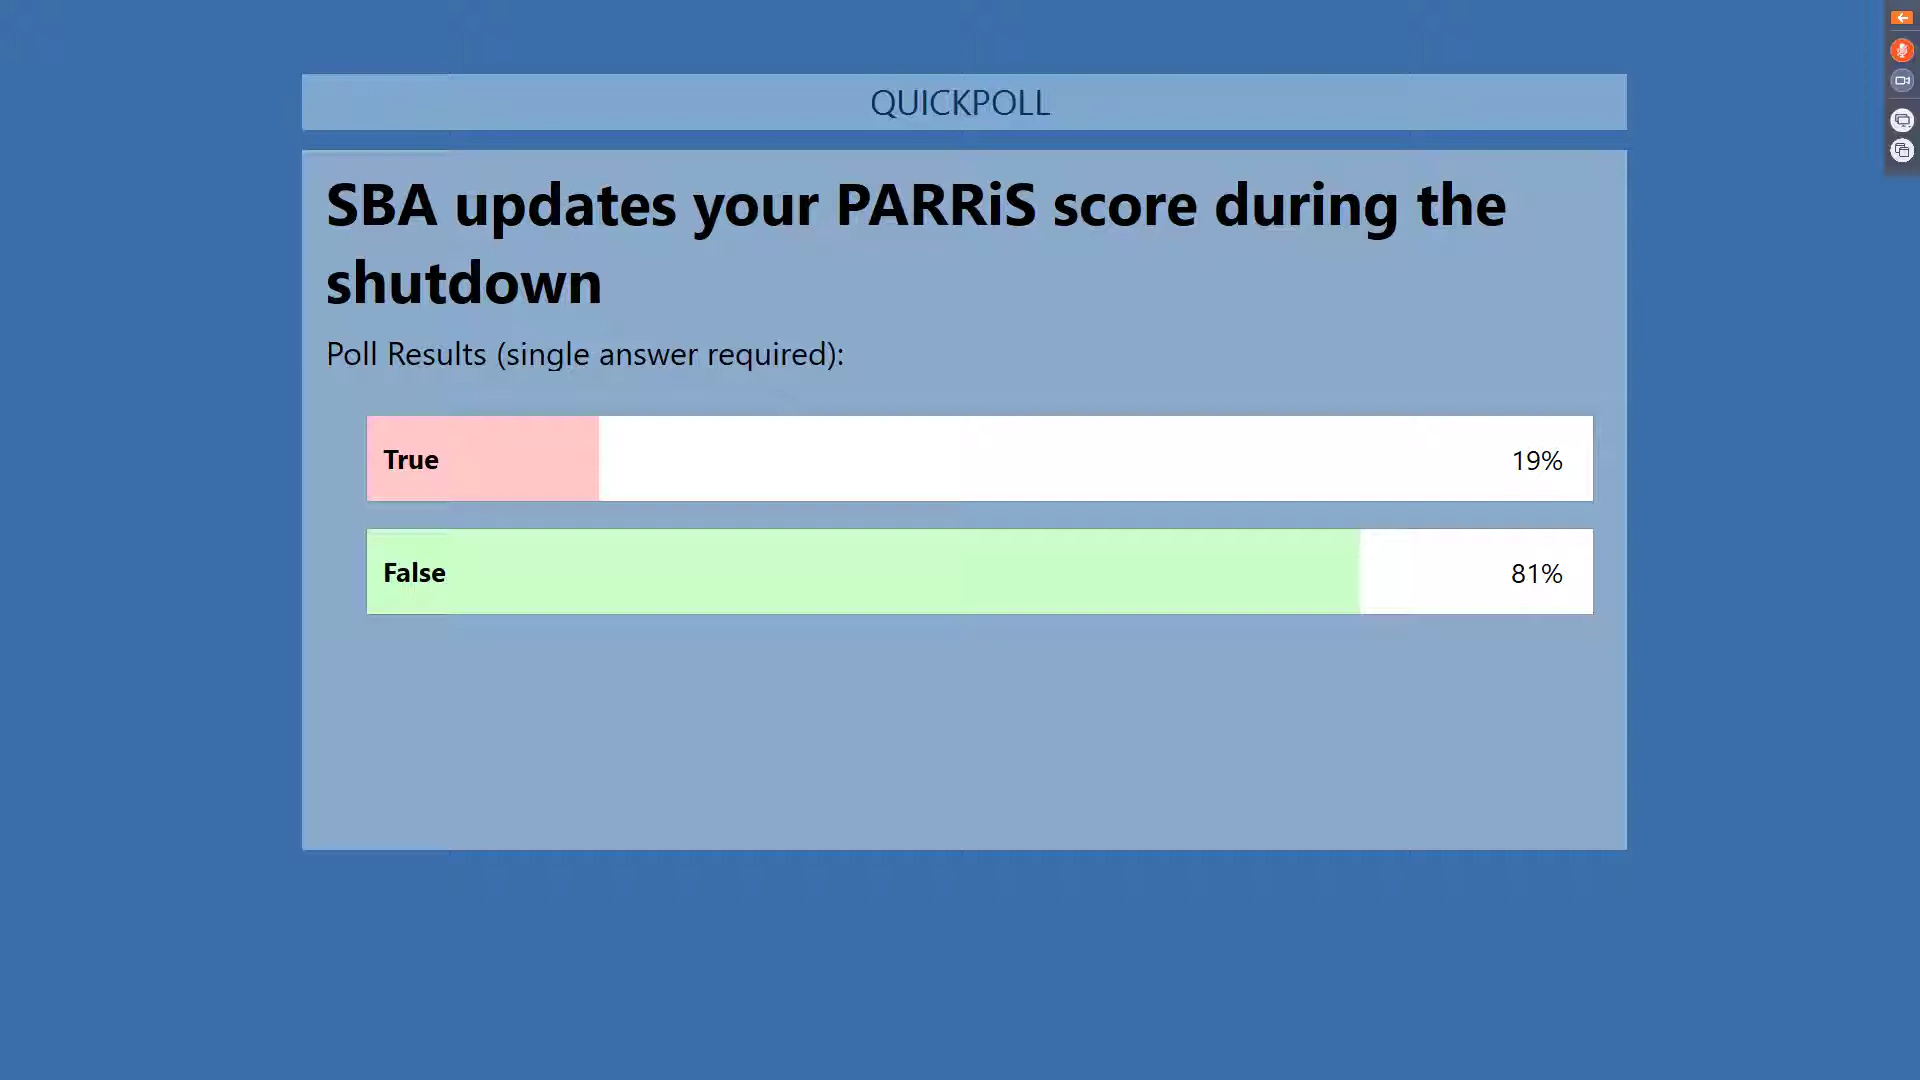 QUICKPOLL
SBA updates your PARRiS score during the
shutdown
Poll Results (single answer required):
True 19%
False 81%